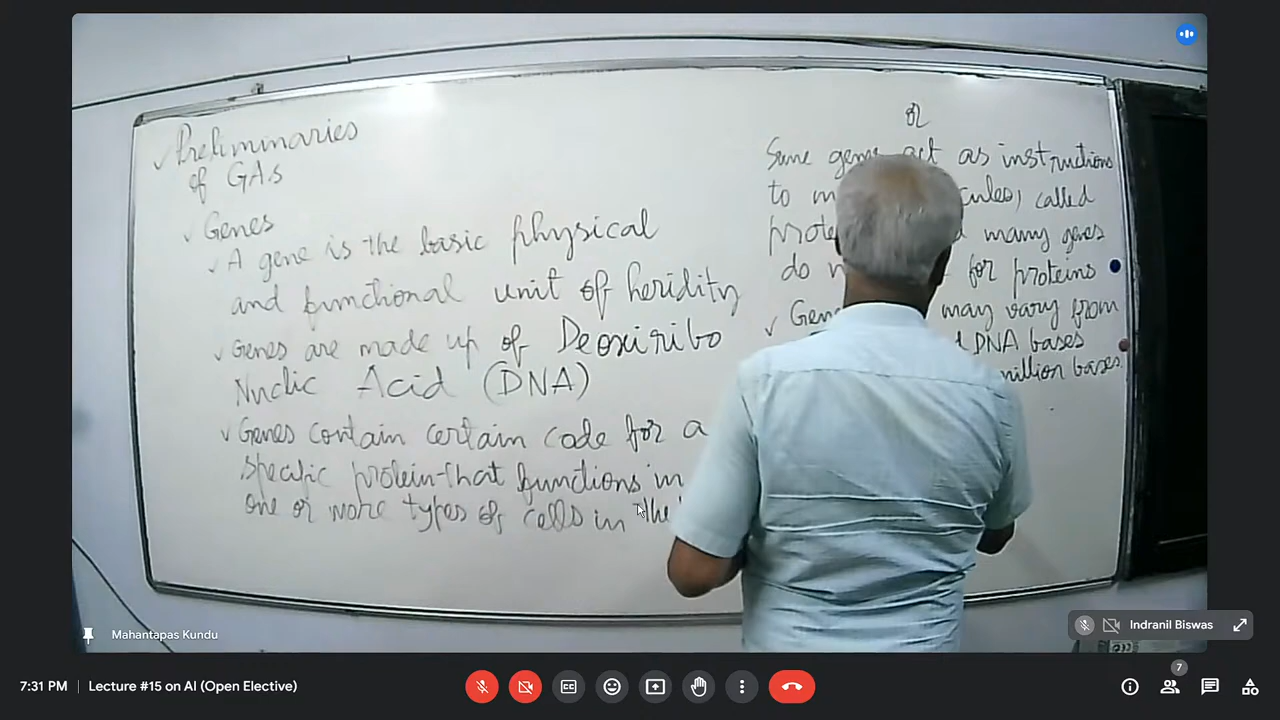 Preliminaries
of GAs
Genes
A gene is the basic physical
and functional unit of heridity
Genes are made up of Deoxiribo
Nuclic Acid (DNA)
Genes contain certain code for a
specific protein that functions in
one or more types of cells in the
or
Some genes act as instructions
to called
many genes
do for proteins
may vary from
DNA bases
million bases
Mahantapas Kundu
Indranil Biswas
7:31 PM | Lecture #15 on AI (Open Elective)
7